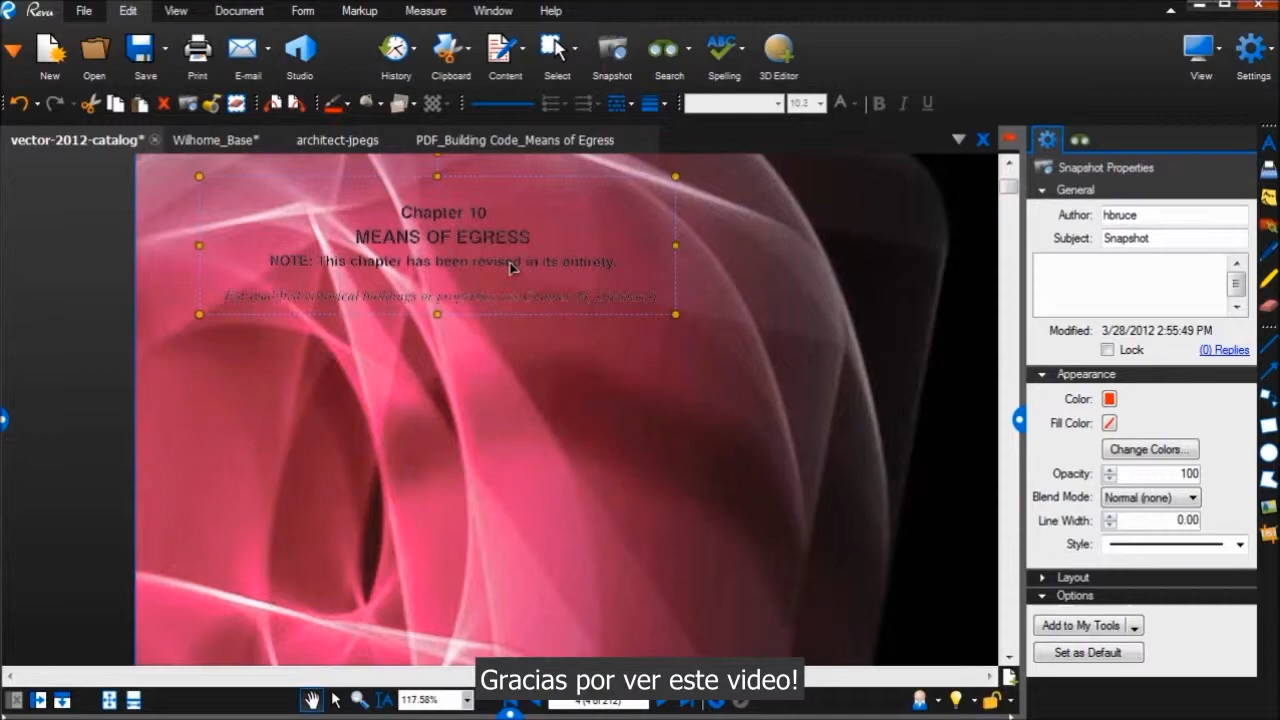 Revu File Edit View Document Form Markup Measure Window Help
New Open Save Print E-mail Studio History Clipboard Content Select Snapshot Search Spelling 3D Editor View Settings
ABC
10.2 A B I U
vector-2012-catalog* Wilhome_Base* architect-jpegs PDF_Building Code_Means of Egress
Chapter 10
MEANS OF EGRESS
NOTE: This chapter has been revised in its entirety.
Snapshot Properties
General
Author: hbruce
Subject: Snapshot
Modified: 3/28/2012 2:55:49 PM
Lock (0) Replies
Appearance
Color:
Fill Color:
Change Colors...
Opacity: 100
Blend Mode: Normal (none)
Line Width: 0.00
Style:
Layout
Options
Add to My Tools
Set as Default
Gracias por ver este video!
117.58%